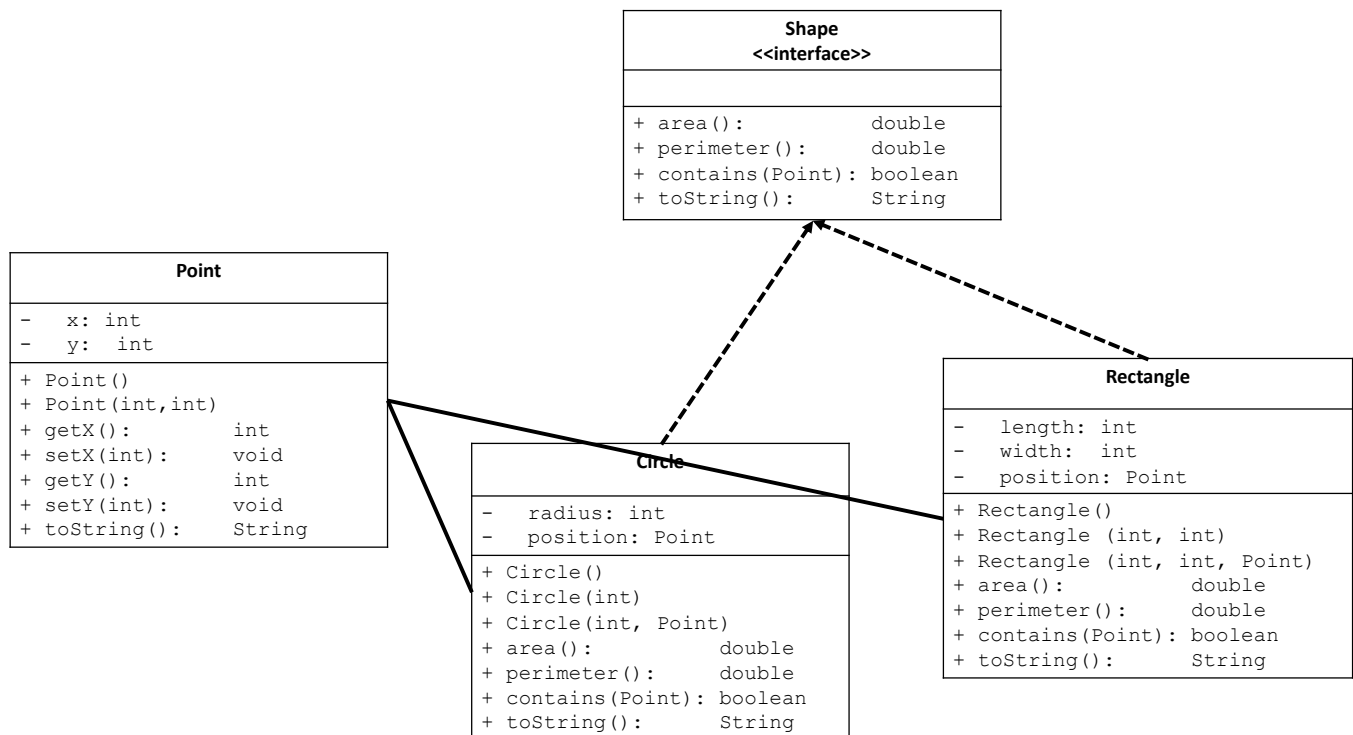 Shape
<<interface>>
+ area(): double
+ perimeter(): double
+ contains(Point): boolean
+ toString(): String
Point
- x: int
- y: int
+ Point()
+ Point(int,int)
+ getX(): int
+ setX(int): void
+ getY(): int
+ setY(int): void
+ toString(): String
Circle
- radius: int
- position: Point
+ Circle()
+ Circle(int)
+ Circle(int, Point)
+ area(): double
+ perimeter(): double
+ contains(Point): boolean
+ toString(): String
Rectangle
- length: int
- width: int
- position: Point
+ Rectangle()
+ Rectangle (int, int)
+ Rectangle (int, int, Point)
+ area(): double
+ perimeter(): double
+ contains(Point): boolean
+ toString(): String